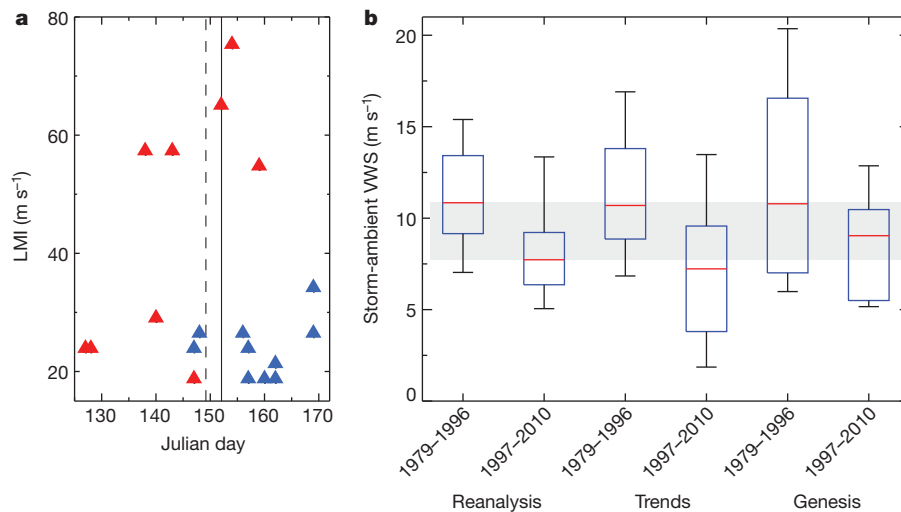 a
80
60
40
20
LMI (m s⁻¹)
130 140 150 160 170
Julian day
b
20
15
10
5
0
Storm-ambient VWS (m s⁻¹)
1979–1996 1997–2010 1979–1996 1997–2010 1979–1996 1997–2010
Reanalysis Trends Genesis